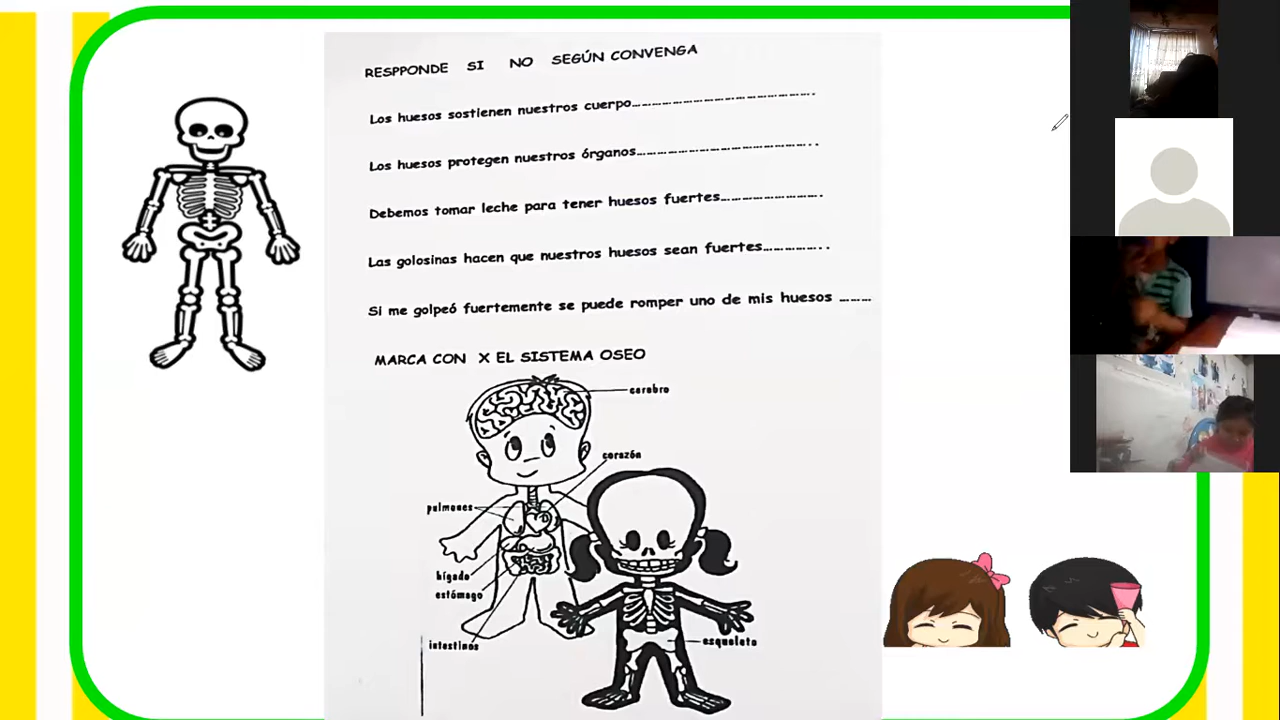 RESPPONDE SI NO SEGÚN CONVENGA
Los huesos sostienen nuestros cuerpo……………………………………….
Los huesos protegen nuestros órganos………………………………………..
Debemos tomar leche para tener huesos fuertes…………………….
Las golosinas hacen que nuestros huesos sean fuertes……………..
Si me golpeó fuertemente se puede romper uno de mis huesos ………
MARCA CON X EL SISTEMA OSEO
cerebro
corazón
pulmones
hígado
estómago
intestinos
esqueleto